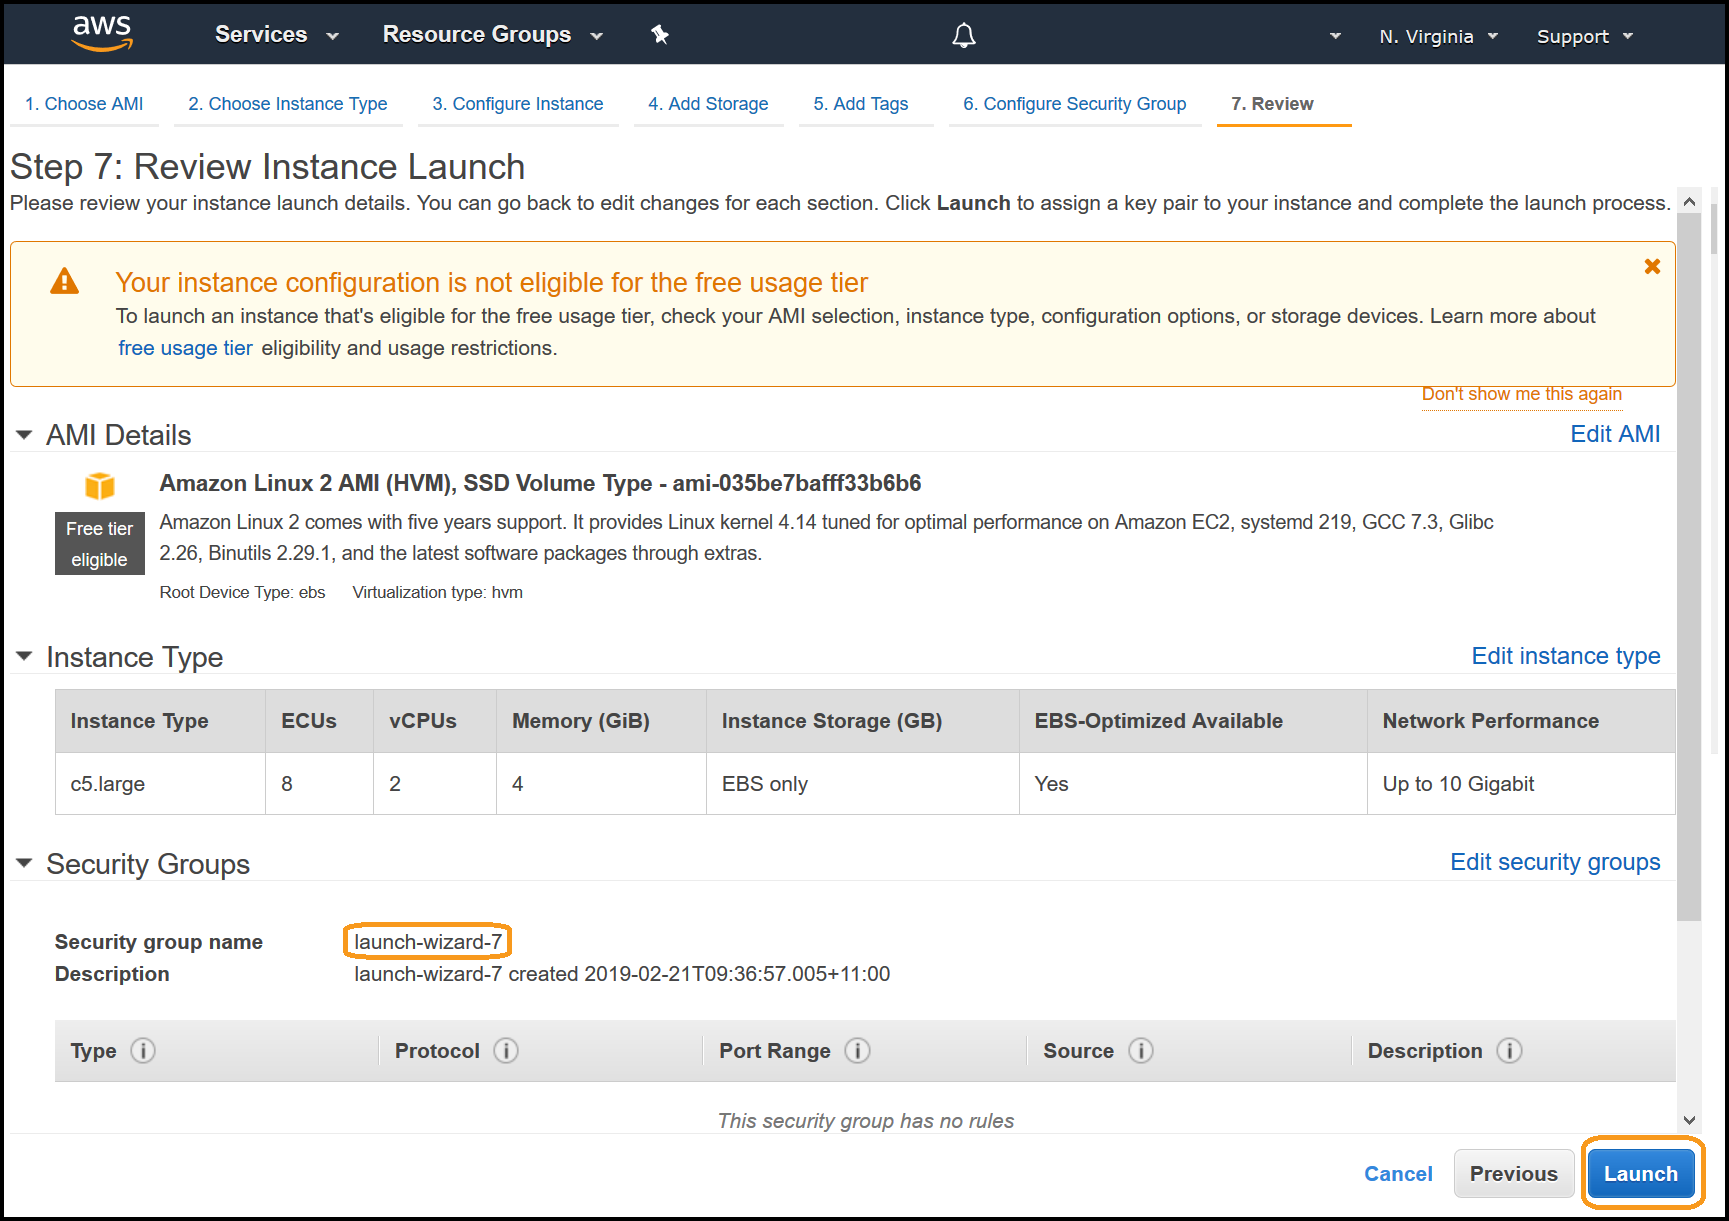 aws Services Resource Groups N. Virginia Support
1. Choose AMI 2. Choose Instance Type 3. Configure Instance 4. Add Storage 5. Add Tags 6. Configure Security Group 7. Review
Step 7: Review Instance Launch
Please review your instance launch details. You can go back to edit changes for each section. Click Launch to assign a key pair to your instance and complete the launch process.
Your instance configuration is not eligible for the free usage tier
To launch an instance that's eligible for the free usage tier, check your AMI selection, instance type, configuration options, or storage devices. Learn more about
free usage tier eligibility and usage restrictions.
Don't show me this again
AMI Details Edit AMI
Amazon Linux 2 AMI (HVM), SSD Volume Type - ami-035be7bafff33b6b6
Free tier
eligible
Amazon Linux 2 comes with five years support. It provides Linux kernel 4.14 tuned for optimal performance on Amazon EC2, systemd 219, GCC 7.3, Glibc
2.26, Binutils 2.29.1, and the latest software packages through extras.
Root Device Type: ebs Virtualization type: hvm
Instance Type Edit instance type
Instance Type ECUs vCPUs Memory (GiB) Instance Storage (GB) EBS-Optimized Available Network Performance
c5.large 8 2 4 EBS only Yes Up to 10 Gigabit
Security Groups Edit security groups
Security group name launch-wizard-7
Description launch-wizard-7 created 2019-02-21T09:36:57.005+11:00
Type Protocol Port Range Source Description
This security group has no rules
Cancel Previous Launch